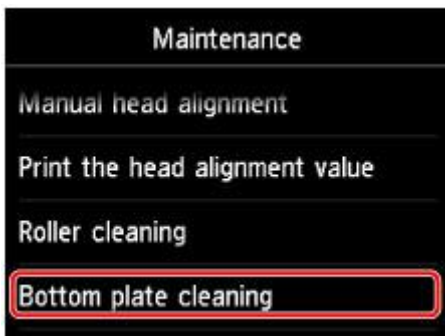 Maintenance
Manual head alignment
Print the head alignment value
Roller cleaning
Bottom plate cleaning